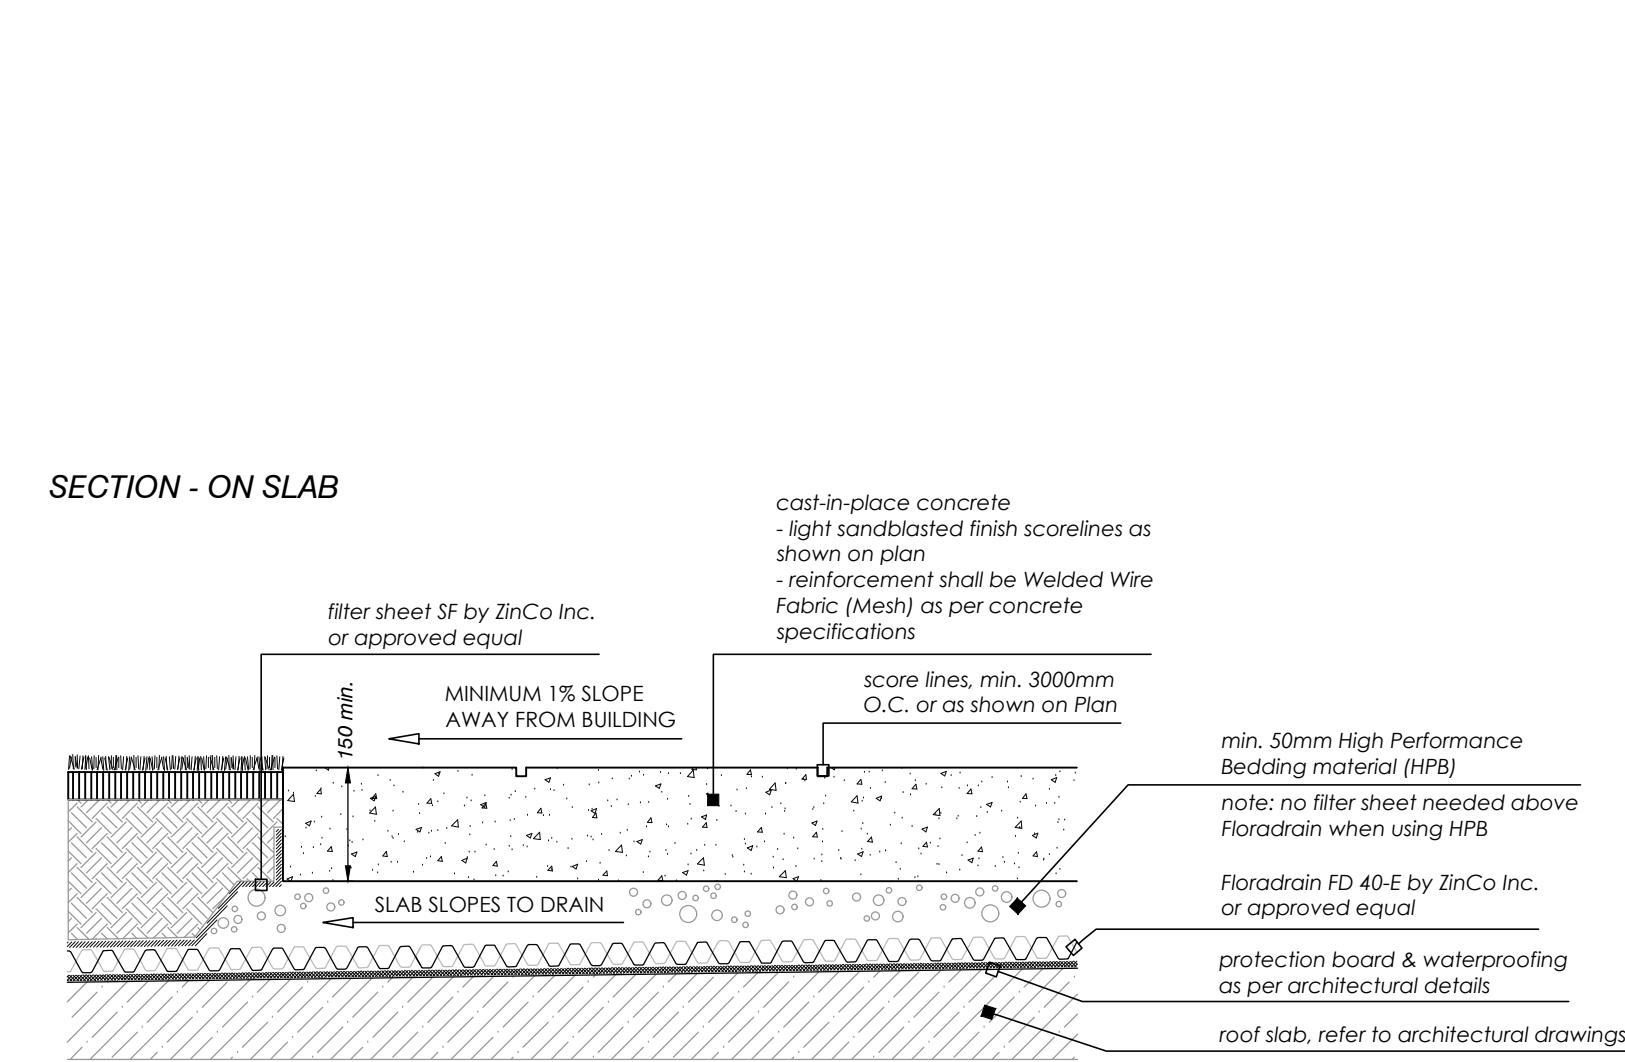 SECTION - ON SLAB
cast-in-place concrete
- light sandblasted finish scorelines as
shown on plan
- reinforcement shall be Welded Wire
Fabric (Mesh) as per concrete
specifications
filter sheet SF by ZinCo Inc.
or approved equal
score lines, min. 3000mm
O.C. or as shown on Plan
MINIMUM 1% SLOPE
AWAY FROM BUILDING
150 min.
min. 50mm High Performance
Bedding material (HPB)
note: no filter sheet needed above
Floradrain when using HPB
SLAB SLOPES TO DRAIN
Floradrain FD 40-E by ZinCo Inc.
or approved equal
protection board & waterproofing
as per architectural details
roof slab, refer to architectural drawings